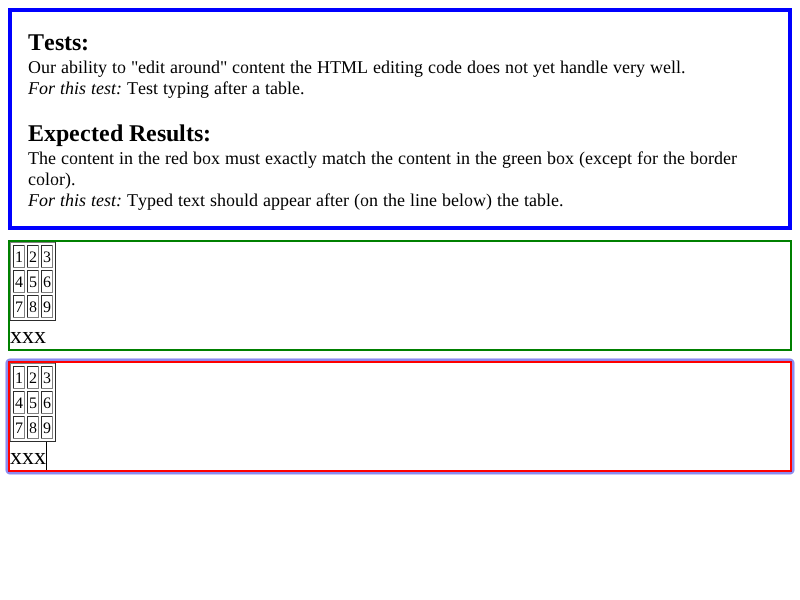 Tests:
Our ability to "edit around" content the HTML editing code does not yet handle very well.
For this test: Test typing after a table.
Expected Results:
The content in the red box must exactly match the content in the green box (except for the border
color).
For this test: Typed text should appear after (on the line below) the table.
1 2 3
4 5 6
7 8 9
xxx
1 2 3
4 5 6
7 8 9
xxx